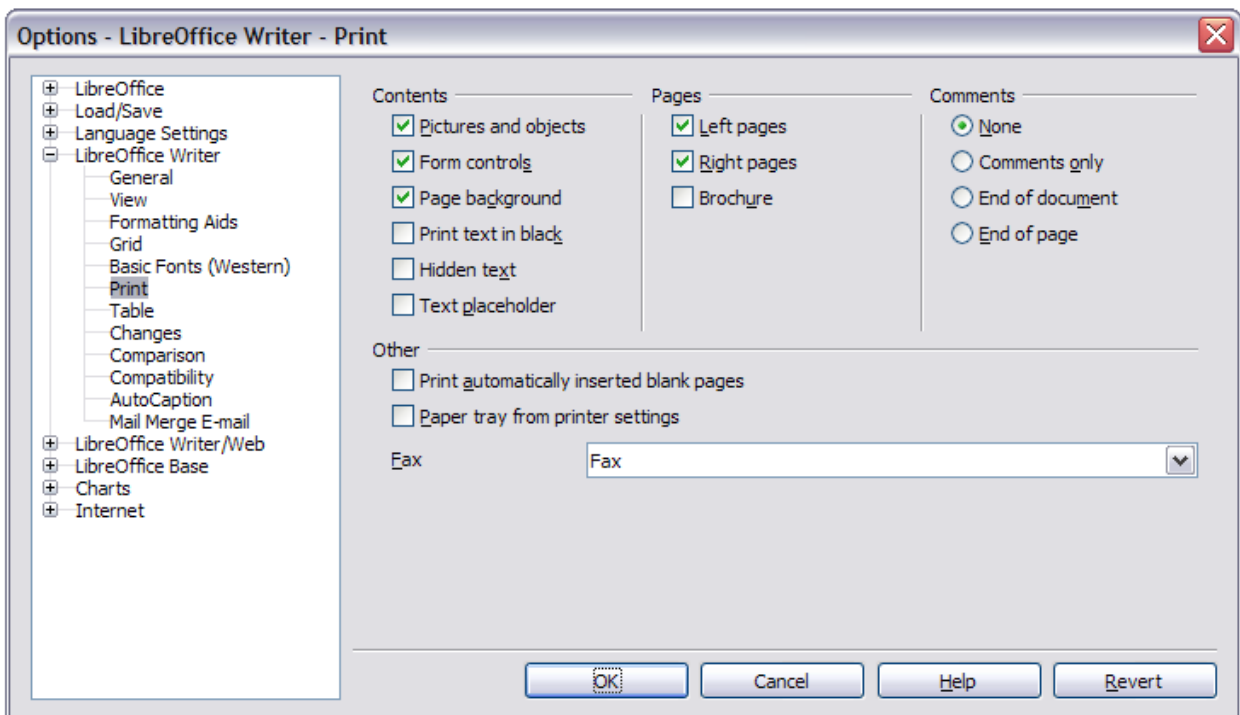 Options - LibreOffice Writer - Print
LibreOffice
Load/Save
Language Settings
LibreOffice Writer
General
View
Formatting Aids
Grid
Basic Fonts (Western)
Print
Table
Changes
Comparison
Compatibility
AutoCaption
Mail Merge E-mail
LibreOffice Writer/Web
LibreOffice Base
Charts
Internet
Contents
Pictures and objects
Form controls
Page background
Print text in black
Hidden text
Text placeholder
Pages
Left pages
Right pages
Brochure
Comments
None
Comments only
End of document
End of page
Other
Print automatically inserted blank pages
Paper tray from printer settings
Fax Fax
OK Cancel Help Revert